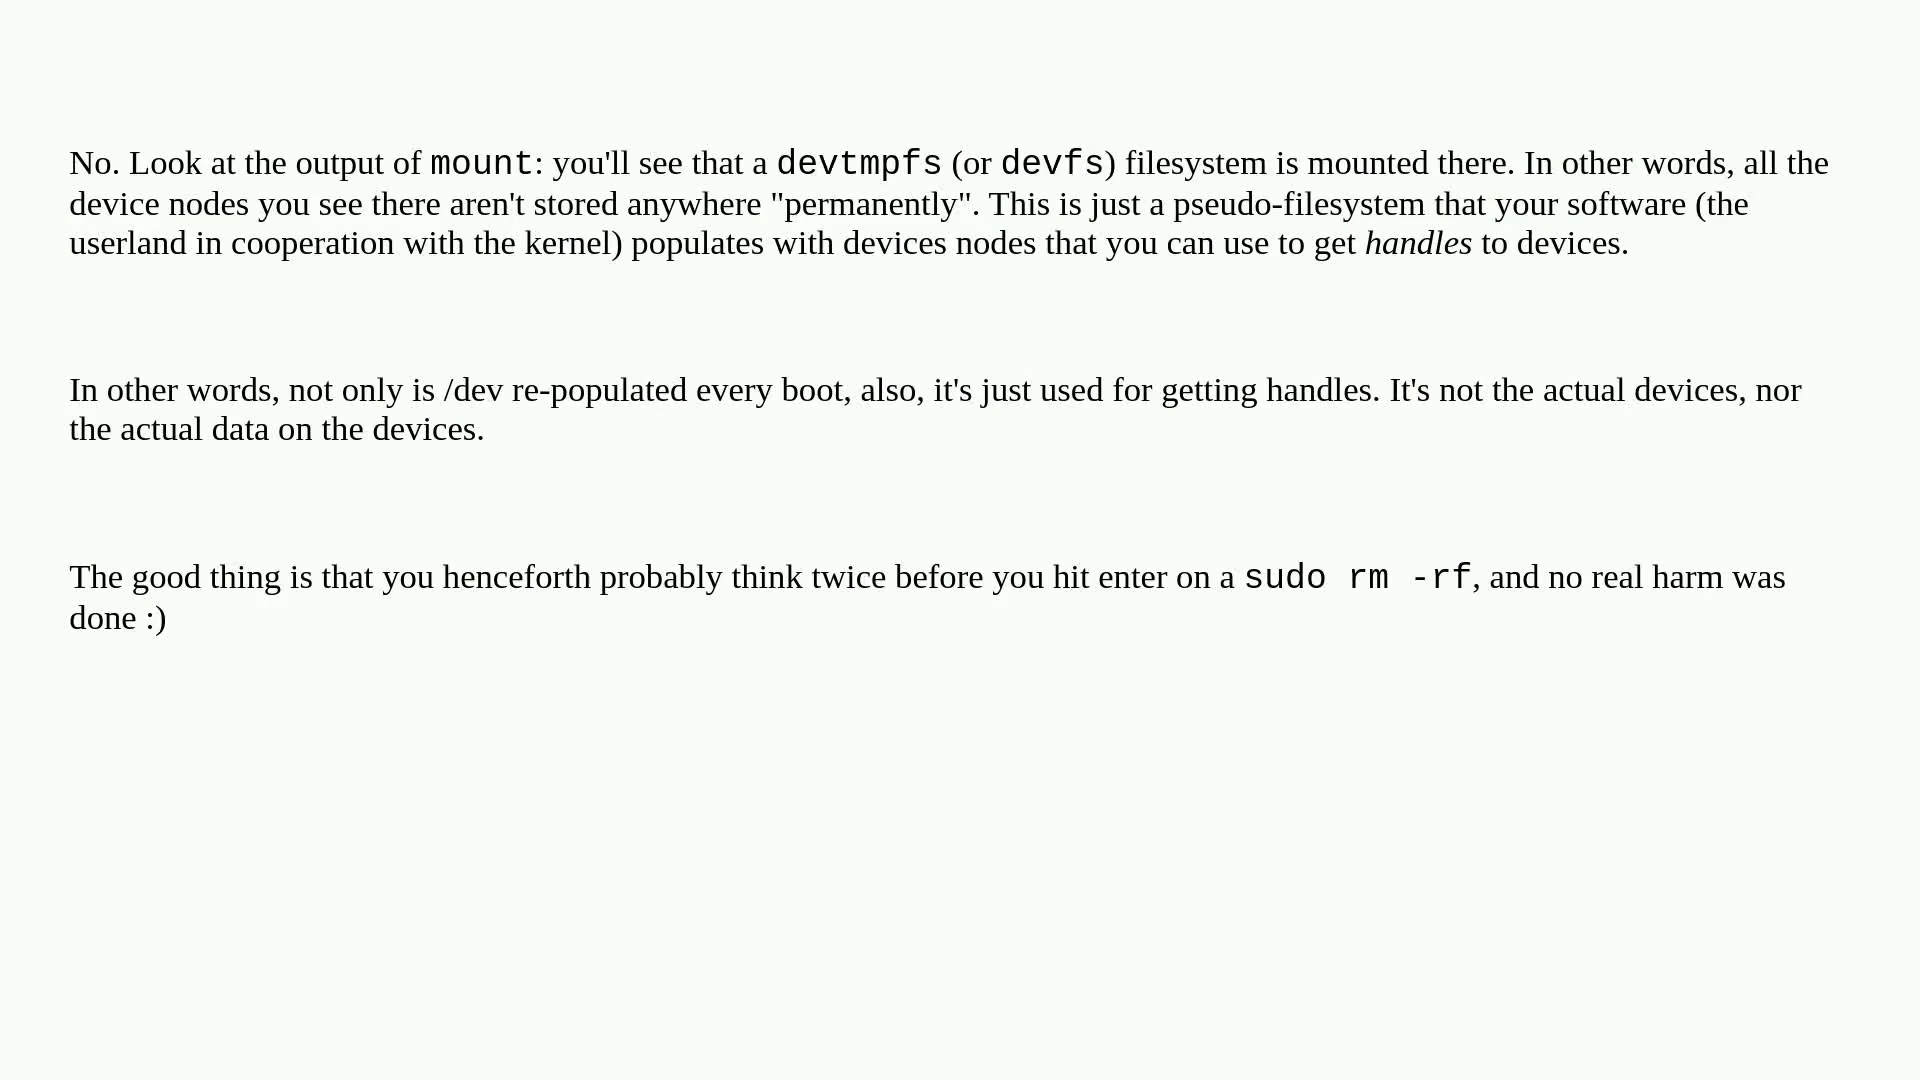 No. Look at the output of mount: you'll see that a devtmpfs (or devfs) filesystem is mounted there. In other words, all the
device nodes you see there aren't stored anywhere "permanently". This is just a pseudo-filesystem that your software (the
userland in cooperation with the kernel) populates with devices nodes that you can use to get handles to devices.
In other words, not only is /dev re-populated every boot, also, it's just used for getting handles. It's not the actual devices, nor
the actual data on the devices.
The good thing is that you henceforth probably think twice before you hit enter on a sudo rm -rf, and no real harm was
done :)